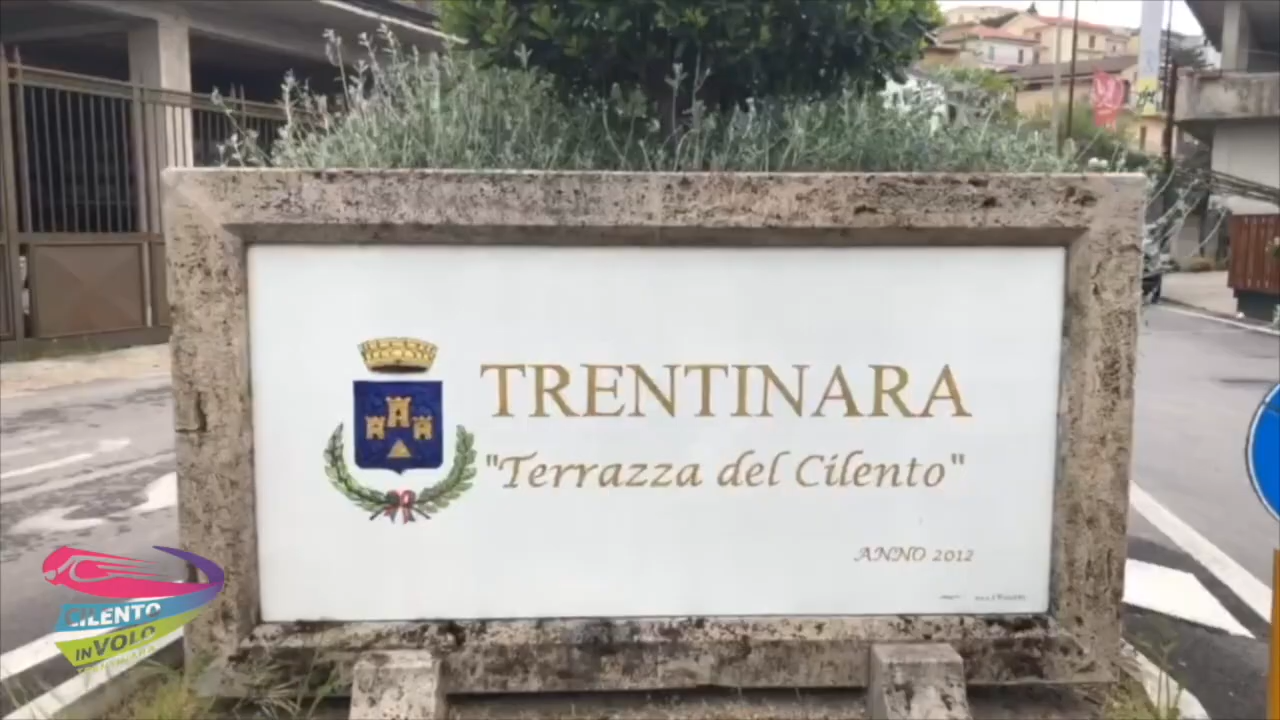 TRENTINARA
"Terrazza del Cilento"
ANNO 2012
CILENTO
IN VOLO